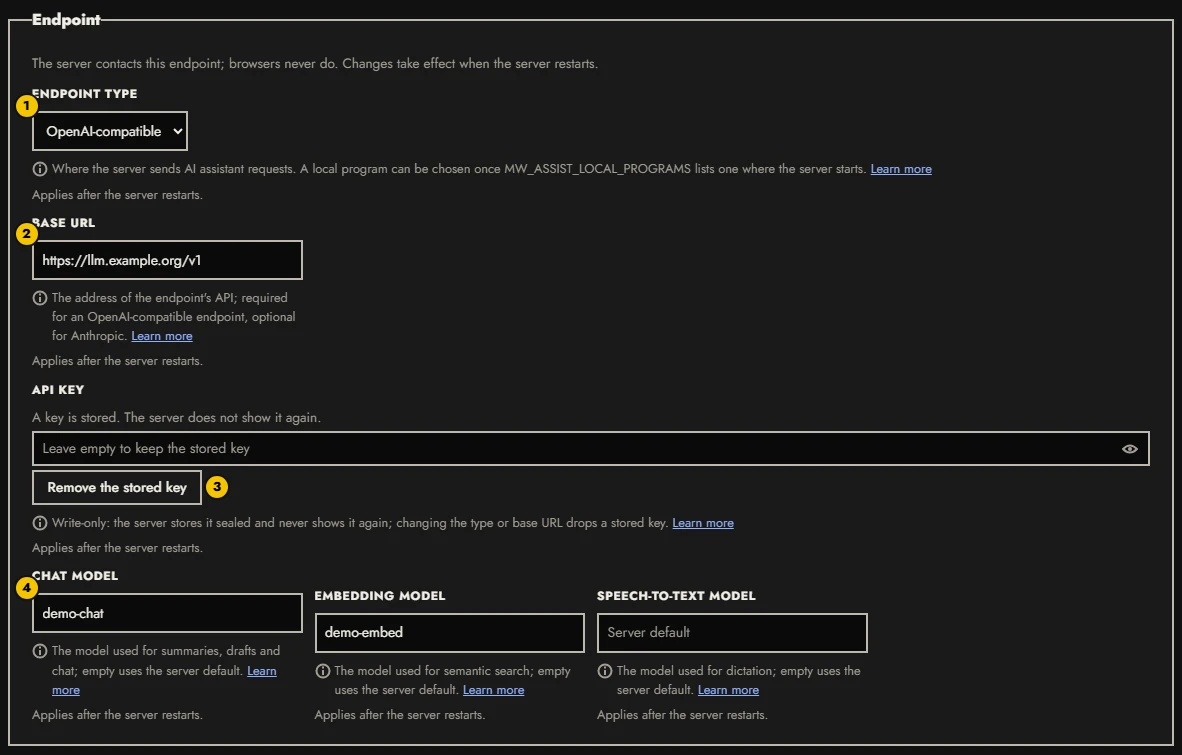 Endpoint
The server contacts this endpoint; browsers never do. Changes take effect when the server restarts.
ENDPOINT TYPE
1
OpenAI-compatible
Where the server sends AI assistant requests. A local program can be chosen once MW_ASSIST_LOCAL_PROGRAMS lists one where the server starts. Learn more
Applies after the server restarts.
BASE URL
2
https://llm.example.org/v1
The address of the endpoint's API; required
for an OpenAI-compatible endpoint, optional
for Anthropic. Learn more
Applies after the server restarts.
API KEY
A key is stored. The server does not show it again.
Leave empty to keep the stored key
Remove the stored key
3
Write-only: the server stores it sealed and never shows it again; changing the type or base URL drops a stored key. Learn more
Applies after the server restarts.
CHAT MODEL
4
demo-chat
The model used for summaries, drafts and
chat; empty uses the server default. Learn
more
Applies after the server restarts.
EMBEDDING MODEL
demo-embed
The model used for semantic search; empty
uses the server default. Learn more
Applies after the server restarts.
SPEECH-TO-TEXT MODEL
Server default
The model used for dictation; empty uses the
server default. Learn more
Applies after the server restarts.